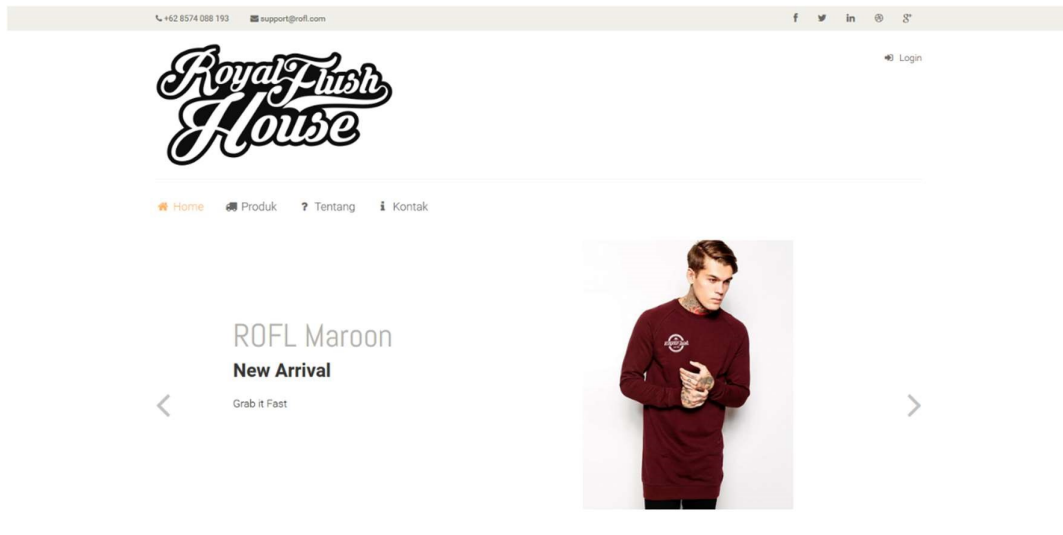 +62 8574 088 193 support@rofl.com
Royal Flush
House
Login
Home Produk ? Tentang Kontak
ROFL Maroon
New Arrival
Grab it Fast